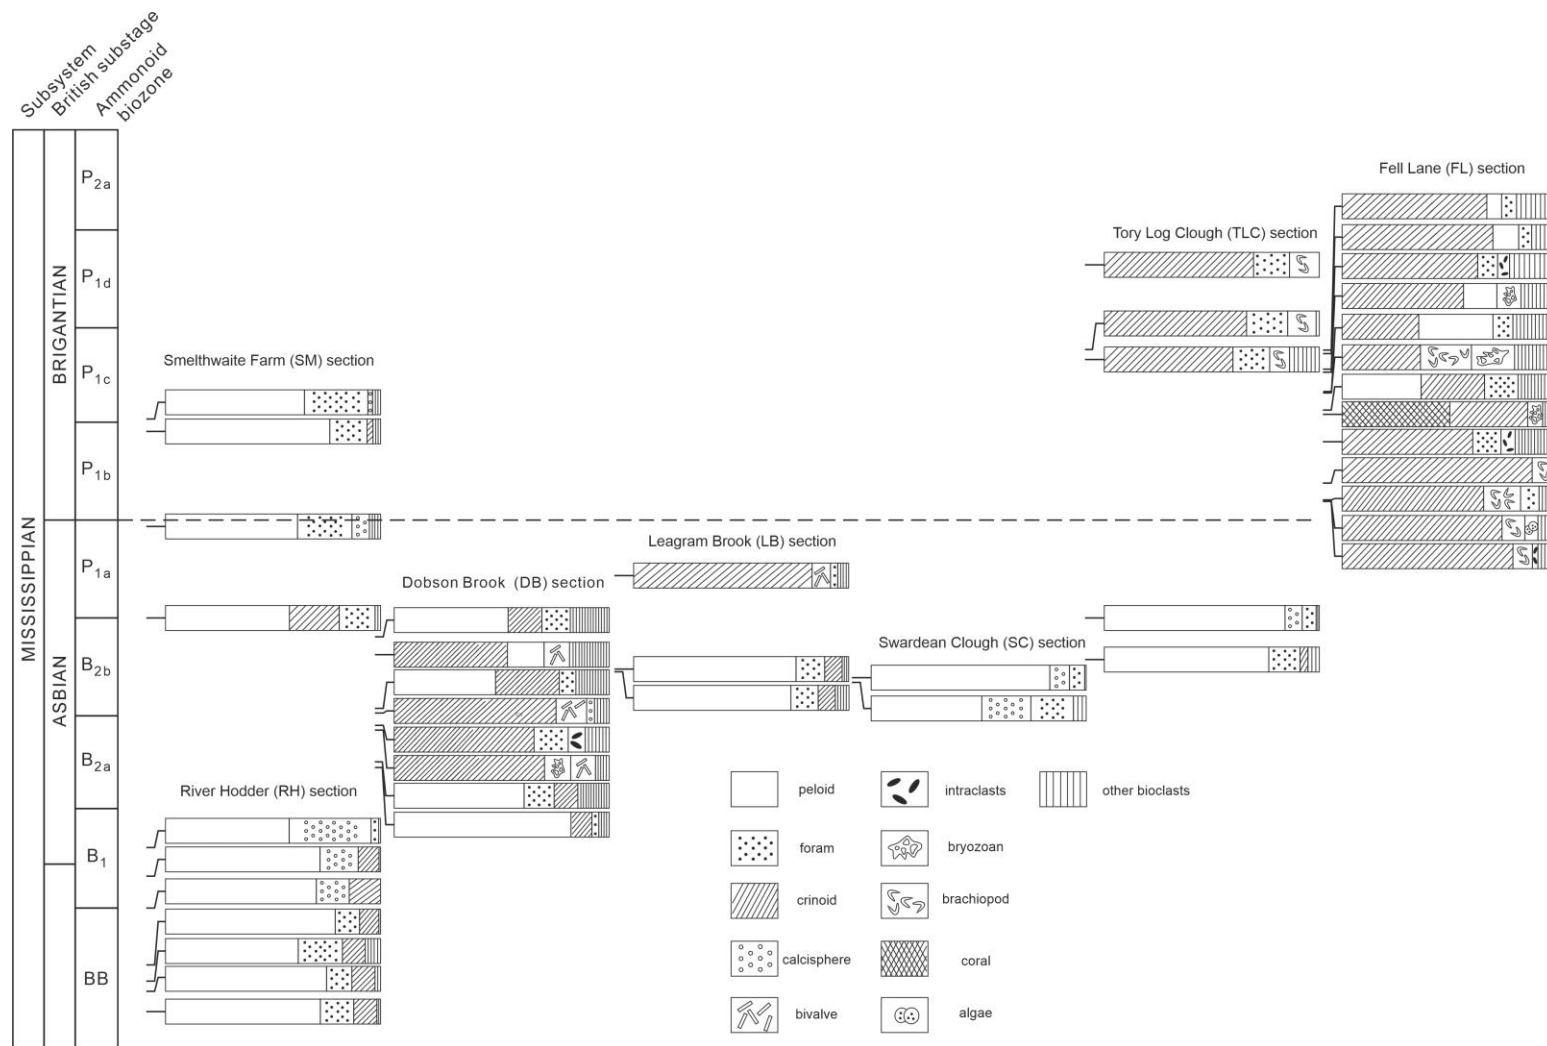 Subsystem
British substage
Ammonoid
biozone
MISSISSIPPIAN
BRIGANTIAN
ASBIAN
P2a
P1d
P1c
P1b
P1a
B2b
B2a
B1
BB
Fell Lane (FL) section
Tory Log Clough (TLC) section
Smelthwaite Farm (SM) section
Leagram Brook (LB) section
Dobson Brook (DB) section
Swardean Clough (SC) section
River Hodder (RH) section
peloid
intraclasts
other bioclasts
foram
bryozoan
crinoid
brachiopod
calcisphere
coral
bivalve
algae